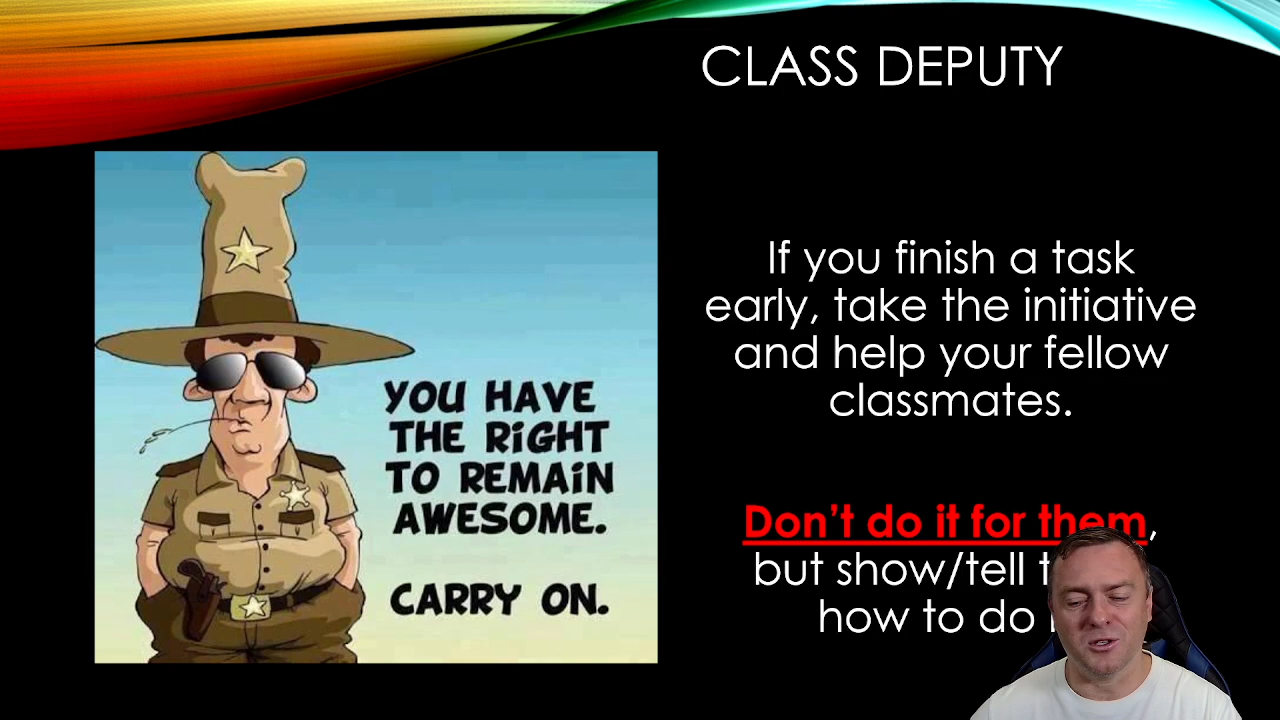 CLASS DEPUTY
YOU HAVE
THE RiGHT
TO REMAiN
AWESOME.
CARRY ON.
If you finish a task
early, take the initiative
and help your fellow
classmates.
Don't do it for them,
but show/tell
how to do